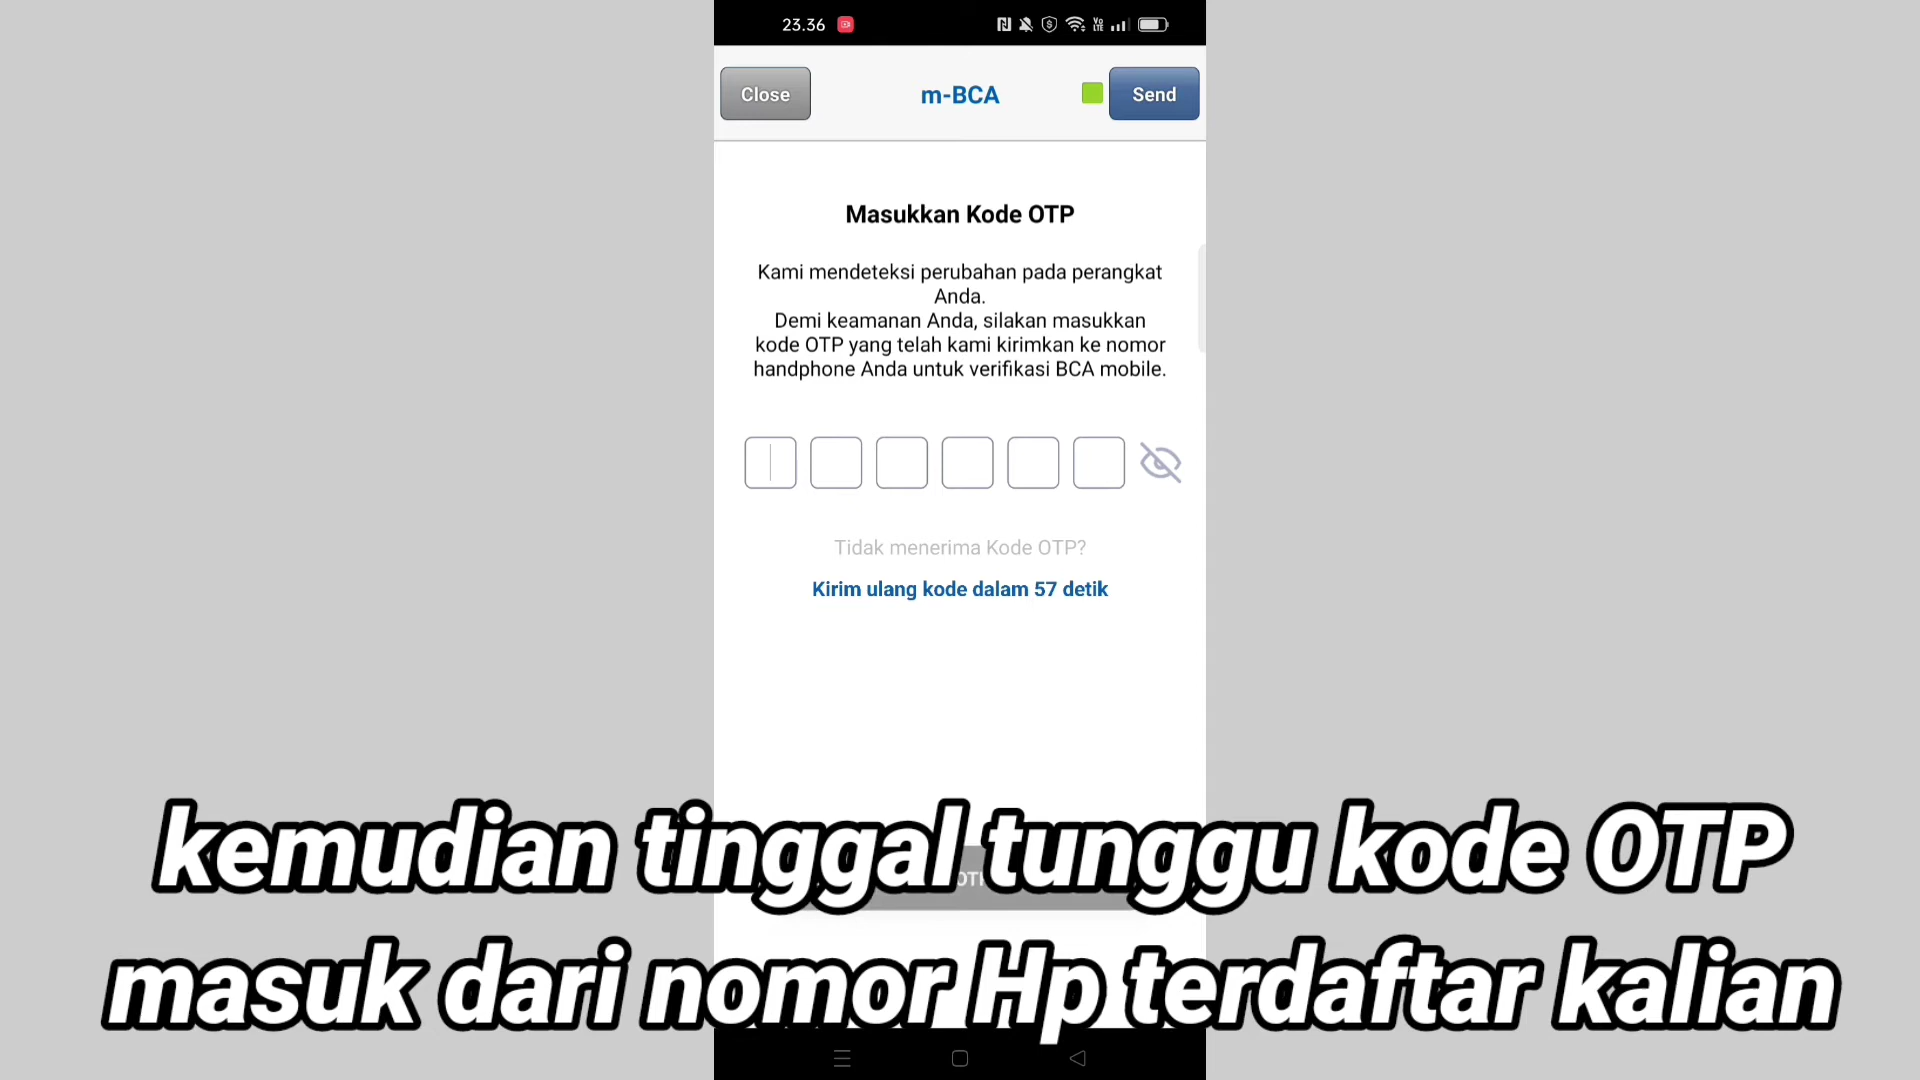 23.36
Close
m-BCA
Send
Masukkan Kode OTP
Kami mendeteksi perubahan pada perangkat
Anda.
Demi keamanan Anda, silakan masukkan
kode OTP yang telah kami kirimkan ke nomor
handphone Anda untuk verifikasi BCA mobile.
Tidak menerima Kode OTP?
Kirim ulang kode dalam 57 detik
kemudian tinggal tunggu kode OTP
masuk dari nomor Hp terdaftar kalian